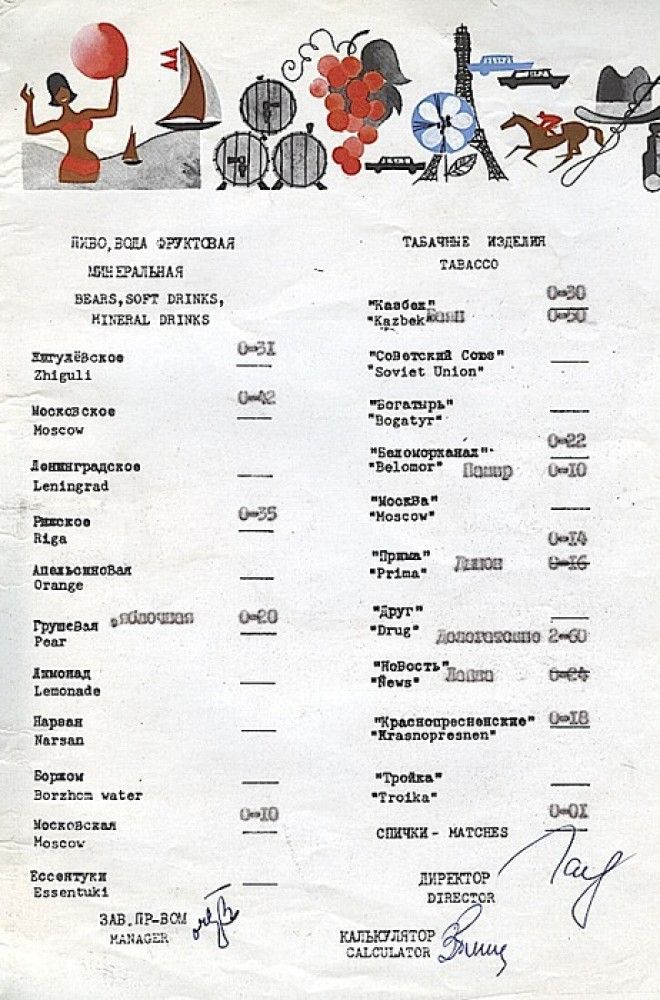 ПИВО, ВОДА ФРУКТОВАЯ
МИНЕРАЛЬНАЯ
BEARS, SOFT DRINKS,
MINERAL DRINKS
Жигулёвское 0-31
Zhiguli
Московское 0-42
Moscow
Ленинградское
Leningrad
Рижское 0-35
Riga
Апельсиновая
Orange
Грушевая, яблочная 0-20
Pear
Лимонад
Lemonade
Нарзан
Narsan
Боржом
Borzhom water
Московская 0-10
Moscow
Ессентуки
Essentuki
ЗАВ. ПР-ВОМ
MANAGER
ТАБАЧНЫЕ ИЗДЕЛИЯ
TABACCO
"Казбек" 0-30
"Kazbek" 0-50
"Советский Союз"
"Soviet Union"
"Богатырь"
"Bogatyr"
"Беломорканал" 0-22
"Belomor" Памир 0-10
"Москва"
"Moscow"
"Прима" 0-14
"Prima" Дымок 0-16
"Друг"
"Drug" 2-60
"Новость" 0-24
"News"
"Краснопресненские" 0-18
"Krasnopresnen"
"Тройка"
"Troika"
СПИЧКИ - MATCHES 0-01
ДИРЕКТОР
DIRECTOR
КАЛЬКУЛЯТОР
CALCULATOR